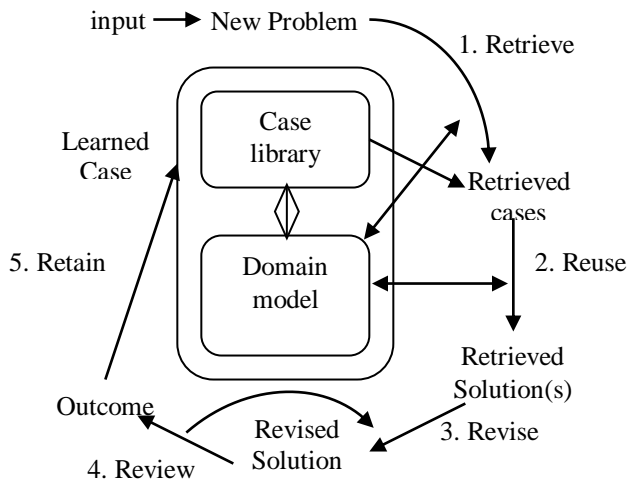 input New Problem
1. Retrieve
Case
library
Learned
Case
Retrieved
cases
5. Retain
Domain
model
2. Reuse
Retrieved
Solution(s)
Outcome
Revised
Solution
3. Revise
4. Review